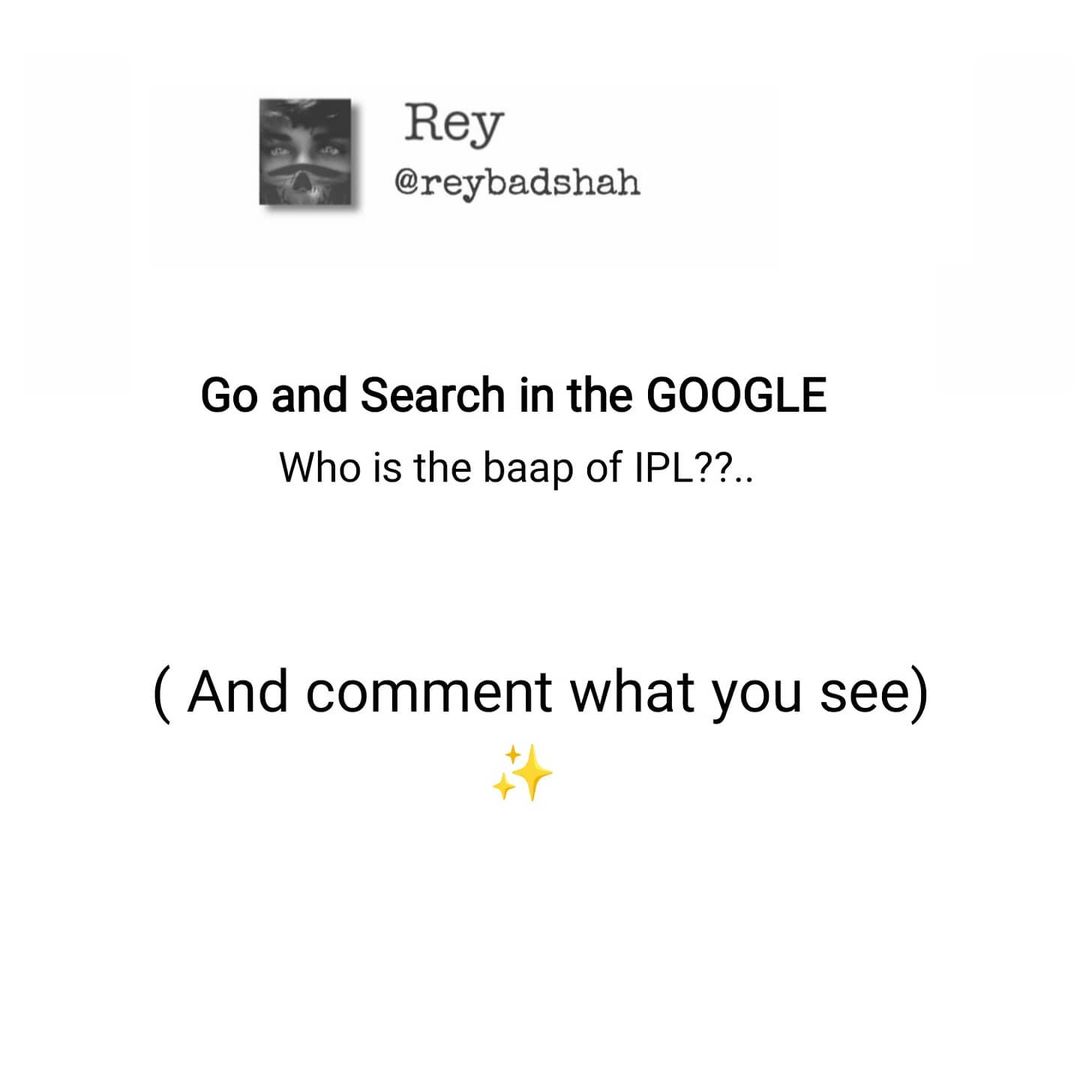 Rey
@reybadshah
Go and Search in the GOOGLE
Who is the baap of IPL??..
( And comment what you see)
✨